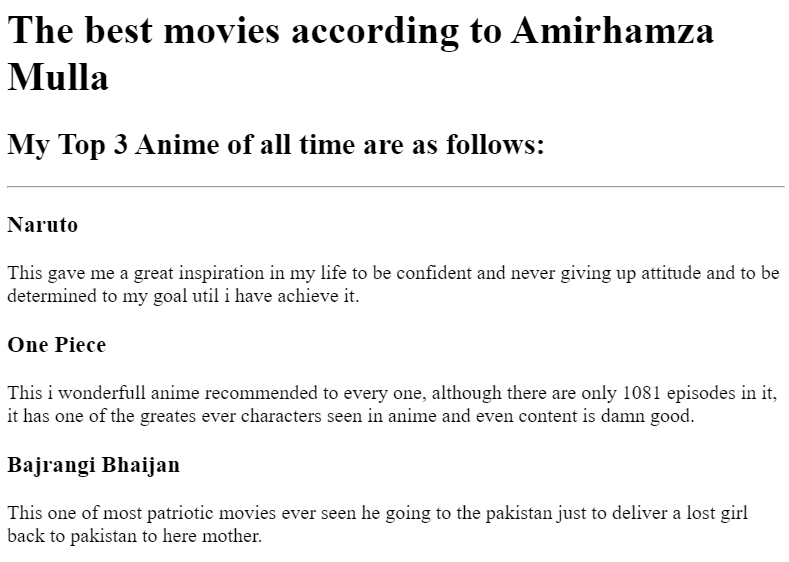 The best movies according to Amirhamza
Mulla
My Top 3 Anime of all time are as follows:
Naruto
This gave me a great inspiration in my life to be confident and never giving up attitude and to be
determined to my goal util i have achieve it.
One Piece
This i wonderfull anime recommended to every one, although there are only 1081 episodes in it,
it has one of the greates ever characters seen in anime and even content is damn good.
Bajrangi Bhaijan
This one of most patriotic movies ever seen he going to the pakistan just to deliver a lost girl
back to pakistan to here mother.